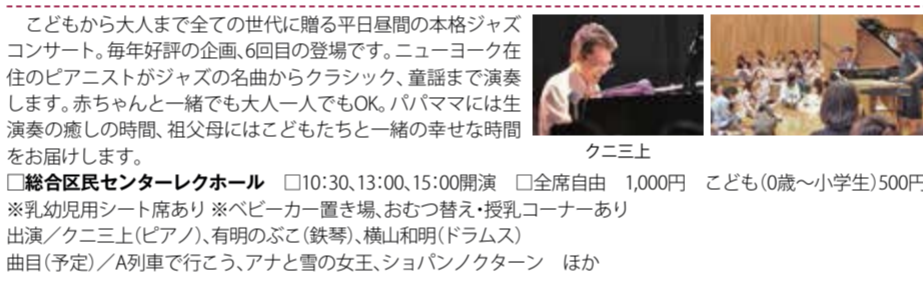 こどもから大人まで全ての世代に贈る平日昼間の本格ジャズ
コンサート。毎年好評の企画、6回目の登場です。ニューヨーク在
住のピアニストがジャズの名曲からクラシック、童謡まで演奏
します。赤ちゃんと一緒でも大人一人でもOK。パパママには生
演奏の癒しの時間、祖父母にはこどもたちと一緒の幸せな時間
をお届けします。
クニ三上
□総合区民センターレクホール　□10:30、13:00、15:00開演　□全席自由　1,000円　こども（0歳〜小学生）500円
※乳幼児用シート席あり ※ベビーカー置き場、おむつ替え・授乳コーナーあり
出演／クニ三上（ピアノ）、有明のぶこ（鉄琴）、横山和明（ドラムス）
曲目（予定）／A列車で行こう、アナと雪の女王、ショパンノクターン　ほか